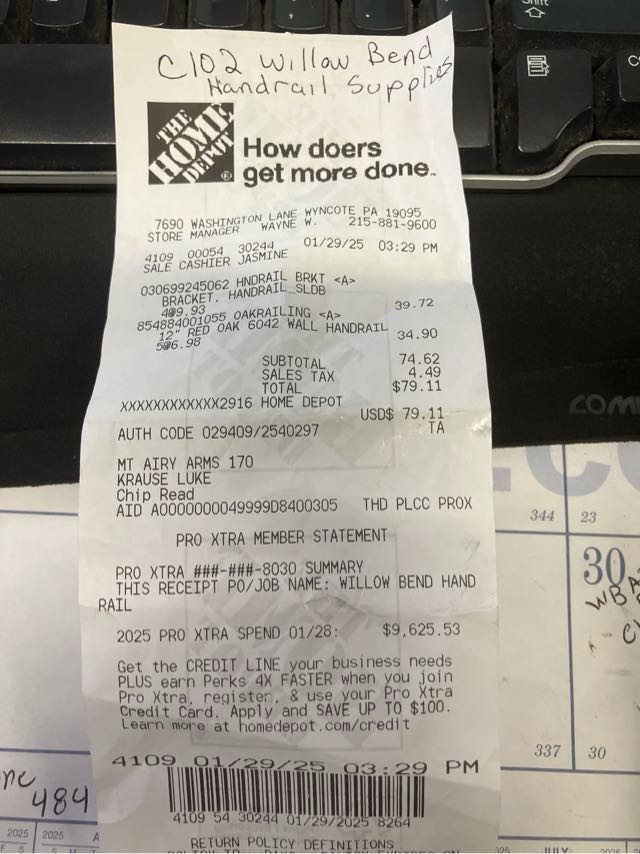 Shift
C102 Willow Bend
Handrail Supplies
THE
HOME
DEPOT
®
How doers
get more done™
7690 WASHINGTON LANE WYNCOTE PA 19095
STORE MANAGER WAYNE W. 215-881-9600
4109 00054 30244 01/29/25 03:29 PM
SALE CASHIER JASMINE
030699245062 HNDRAIL BRKT <A>
BRACKET, HANDRAIL SLDB
4@9.93 39.72
854884001055 OAKRAILING <A>
12" RED OAK 6042 WALL HANDRAIL
5@6.98 34.90
SUBTOTAL 74.62
SALES TAX 4.49
TOTAL $79.11
XXXXXXXXXXXX2916 HOME DEPOT
USD$ 79.11
AUTH CODE 029409/2540297 TA
MT AIRY ARMS 170
KRAUSE LUKE
Chip Read
AID A0000000049999D8400305 THD PLCC PROX
PRO XTRA MEMBER STATEMENT
PRO XTRA ###-###-8030 SUMMARY
THIS RECEIPT PO/JOB NAME: WILLOW BEND HAND
RAIL
2025 PRO XTRA SPEND 01/28: $9,625.53
Get the CREDIT LINE your business needs
PLUS earn Perks 4X FASTER when you join
Pro Xtra, register, & use your Pro Xtra
Credit Card. Apply and SAVE UP TO $100.
Learn more at homedepot.com/credit
4109 01/29/25 03:29 PM
4109 54 30244 01/29/2025 8264
RETURN POLICY DEFINITIONS
COM
344 23
30
337 30
484
2025 2025
F S S M
JULY